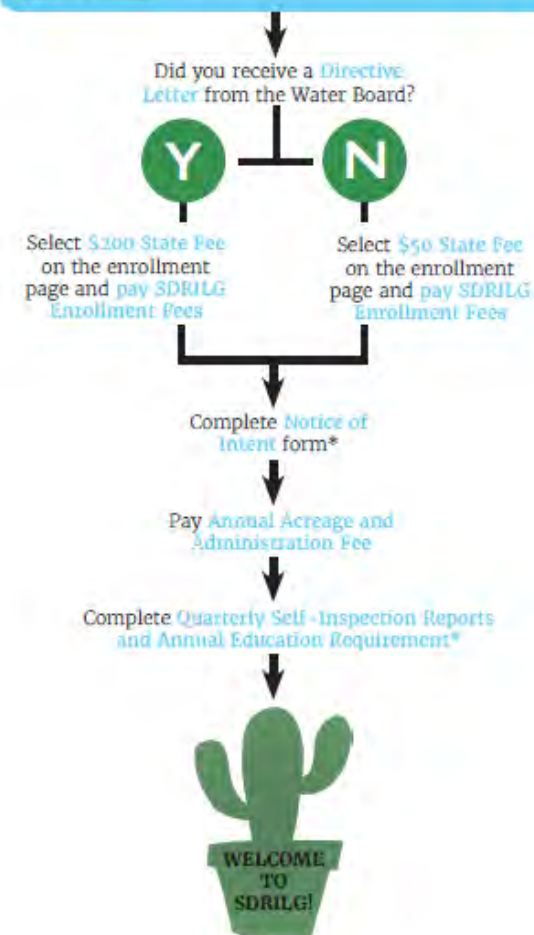 Did you receive a Directive
Letter from the Water Board?
Y
N
Select $200 State Fee
on the enrollment
page and pay SDRILG
Enrollment Fees
Select $50 State Fee
on the enrollment
page and pay SDRILG
Enrollment Fees
Complete Notice of
Intent form*
Pay Annual Acreage and
Administration Fee
Complete Quarterly Self-Inspection Reports
and Annual Education Requirement*
WELCOME
TO
SDRILG!